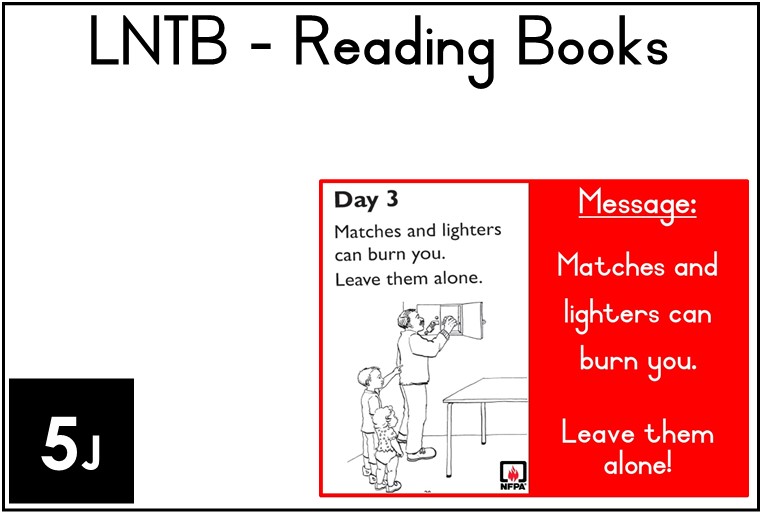 LNTB - Reading Books
Day 3
Matches and lighters
can burn you.
Leave them alone.
NFPA
Message:
Matches and
lighters can
burn you.
Leave them
alone!
5J